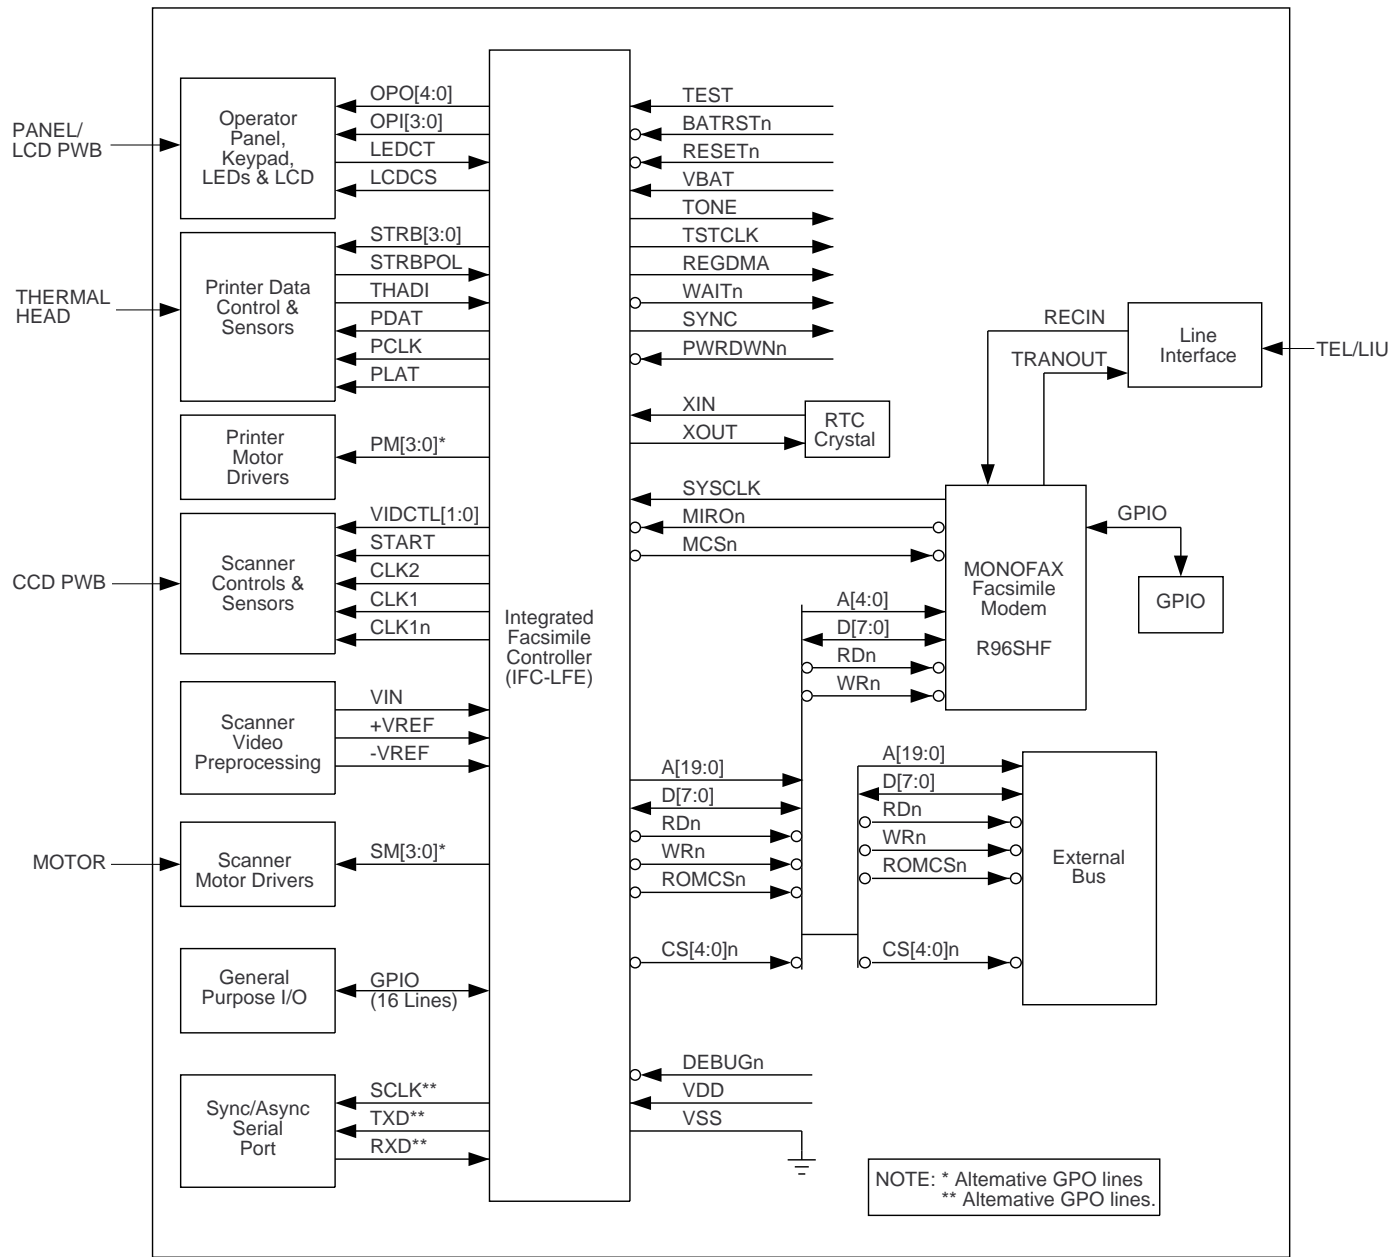 PANEL/
LCD PWB
THERMAL
HEAD
CCD PWB
MOTOR
Operator
Panel,
Keypad,
LEDs & LCD
Printer Data
Control &
Sensors
Printer
Motor
Drivers
Scanner
Controls &
Sensors
Scanner
Video
Preprocessing
Scanner
Motor Drivers
General
Purpose I/O
Sync/Async
Serial
Port
OPO[4:0]
OPI[3:0]
LEDCT
LCDCS
STRB[3:0]
STRBPOL
THADI
PDAT
PCLK
PLAT
PM[3:0]*
VIDCTL[1:0]
START
CLK2
CLK1
CLK1n
VIN
+VREF
-VREF
SM[3:0]*
GPIO
(16 Lines)
SCLK**
TXD**
RXD**
Integrated
Facsimile
Controller
(IFC-LFE)
TEST
BATRSTn
RESETn
VBAT
TONE
TSTCLK
REGDMA
WAITn
SYNC
PWRDWNn
XIN
XOUT
RTC
Crystal
SYSCLK
MIROn
MCSn
A[19:0]
D[7:0]
RDn
WRn
ROMCSn
CS[4:0]n
DEBUGn
VDD
VSS
RECIN
TRANOUT
Line
Interface
TEL/LIU
MONOFAX
Facsimile
Modem
R96SHF
GPIO
GPIO
A[4:0]
D[7:0]
RDn
WRn
A[19:0]
D[7:0]
RDn
WRn
ROMCSn
CS[4:0]n
External
Bus
NOTE: * Altemative GPO lines
** Altemative GPO lines.